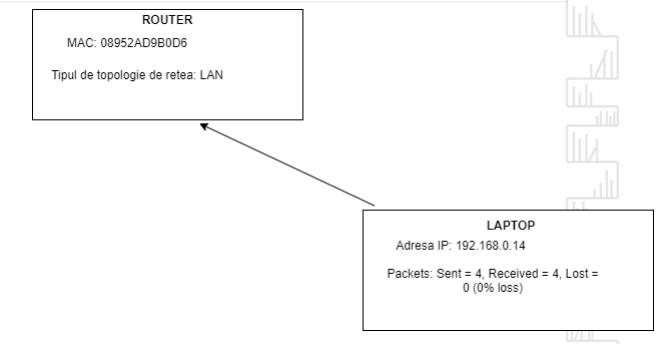 ROUTER
MAC: 08952AD9B0D6
Tipul de topologie de retea: LAN
LAPTOP
Adresa IP: 192.168.0.14
Packets: Sent = 4, Received = 4, Lost =
0 (0% loss)